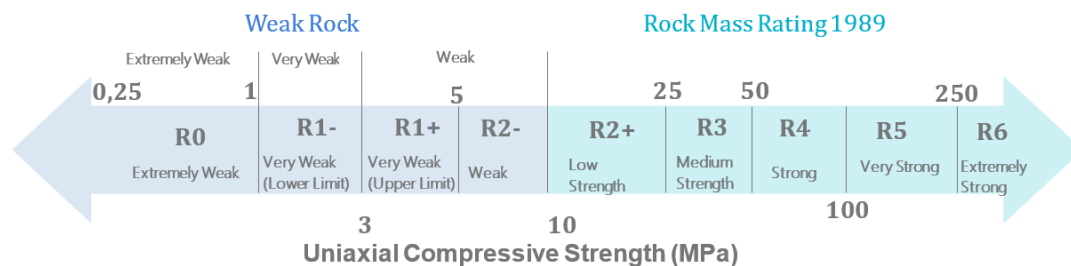 Weak Rock
Rock Mass Rating 1989
Extremely Weak
Very Weak
Weak
0,25
1
5
25
50
250
R0
R1-
R1+
R2-
R2+
R3
R4
R5
R6
Extremely Weak
Very Weak
(Lower Limit)
Very Weak
(Upper Limit)
Weak
Low
Strength
Medium
Strength
Strong
Very Strong
Extremely
Strong
3
10
100
Uniaxial Compressive Strength (MPa)